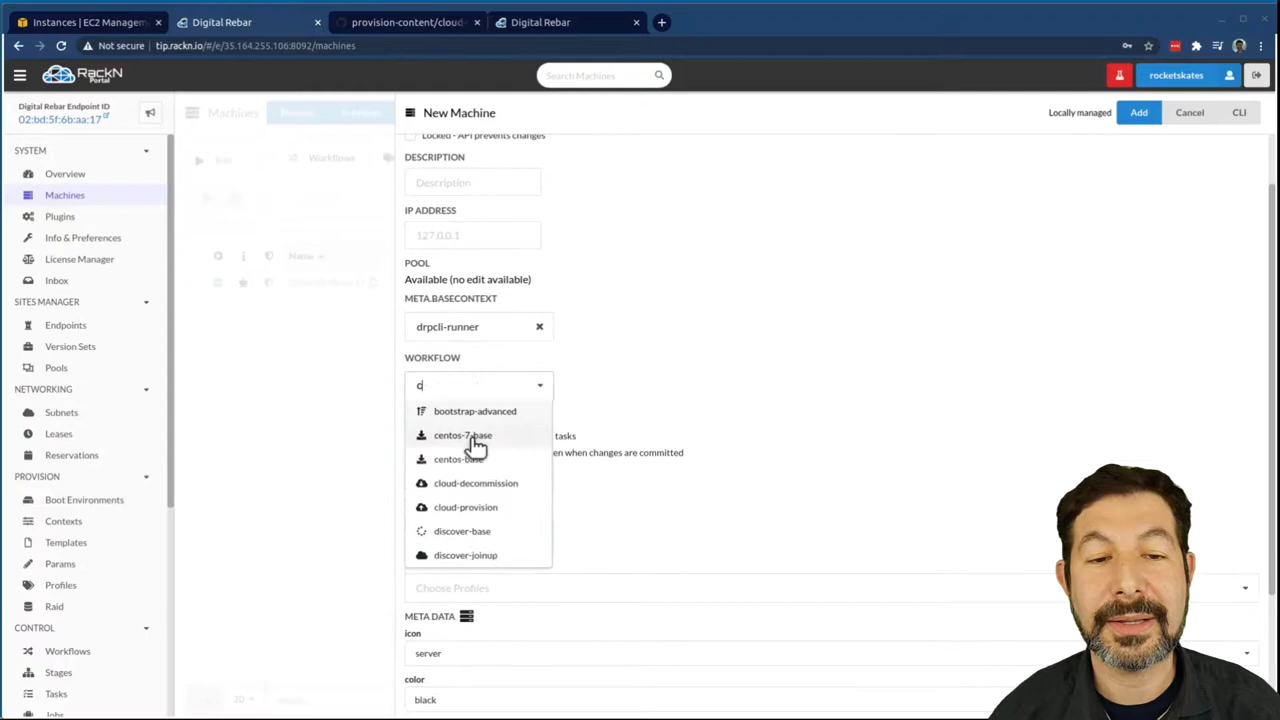 Instances | EC2 Managem
Digital Rebar
provision-content/cloud-
Digital Rebar
Not secure
tip.rackn.io/#/e/35.164.255.106:8092/machines
RackN
Portal
Search Machines
rocketskates
Digital Rebar Endpoint ID
02:bd:5f:6b:aa:17
Machines
New Machine
Locally managed
Add
Cancel
CLI
SYSTEM
Overview
Machines
Plugins
Info & Preferences
License Manager
Inbox
SITES MANAGER
Endpoints
Version Sets
Pools
NETWORKING
Subnets
Leases
Reservations
PROVISION
Boot Environments
Contexts
Templates
Params
Profiles
Raid
CONTROL
Workflows
Stages
Tasks
Jobs
Workflows
Name
20
Locked - API prevents changes
DESCRIPTION
Description
IP ADDRESS
127.0.0.1
POOL
Available (no edit available)
META.BASECONTEXT
drpcli-runner
WORKFLOW
c
bootstrap-advanced
centos-7-base
tasks
en when changes are committed
centos-base
cloud-decommission
cloud-provision
discover-base
discover-joinup
Choose Profiles
META DATA
icon
server
color
black